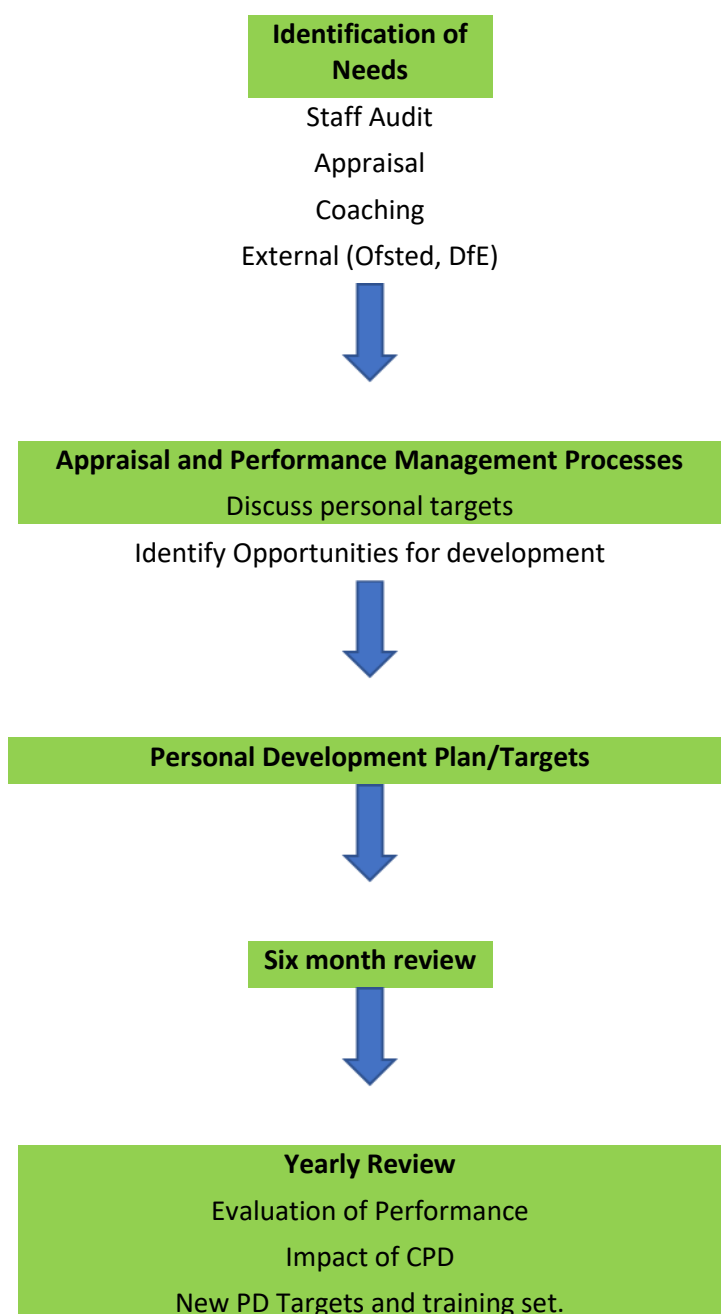 Identification of
Needs
Staff Audit
Appraisal
Coaching
External (Ofsted, DfE)
Appraisal and Performance Management Processes
Discuss personal targets
Identify Opportunities for development
Personal Development Plan/Targets
Six month review
Yearly Review
Evaluation of Performance
Impact of CPD
New PD Targets and training set.